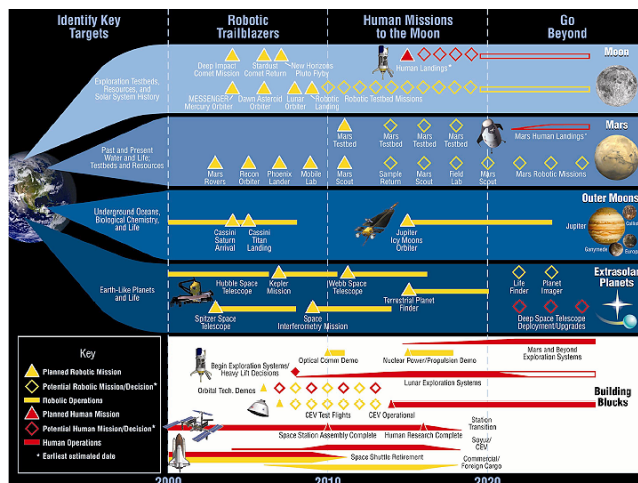 Identify Key
Targets
Robotic
Trailblazers
Human Missions
to the Moon
Go
Beyond
Exploration Testbeds,
Resources, and
Solar System History
Deep Impact
Comet Mission
Stardust
Comet Return
New Horizons
Pluto Flyby
Human Landings*
Moon
MESSENGER
Mercury Orbiter
Dawn Asteroid
Orbiter
Lunar
Orbiter
Robotic
Landing
Robotic Testbed Missions
Past and Present
Water and Life;
Testbeds and Resources
Mars
Testbed
Mars
Testbed
Mars
Testbed
Mars
Testbed
Mars Human Landings*
Mars
Mars
Rovers
Recon
Orbiter
Phoenix
Lander
Mobile
Lab
Mars
Scout
Sample
Return
Mars
Scout
Field
Lab
Mars
Scout
Mars Robotic Missions
Underground Oceans,
Biological Chemistry,
and Life
Cassini
Saturn
Arrival
Cassini
Titan
Landing
Jupiter
Icy Moons
Orbiter
Outer Moons
Jupiter
Ganymede
Earth-Like Planets
and Life
Hubble Space
Telescope
Kepler
Mission
Webb Space
Telescope
Life
Finder
Planet
Imager
Extrasolar
Planets
Spitzer Space
Telescope
Space
Interferometry Mission
Terrestrial Planet
Finder
Deep Space Telescope
Deployment/Upgrades
Key
Planned Robotic Mission
Potential Robotic Mission/Decision*
Robotic Operations
Planned Human Mission
Potential Human Mission/Decision*
Human Operations
* Earliest estimated date
Optical Comm Demo
Nuclear Power/Propulsion Demo
Mars and Beyond
Exploration Systems
Begin Exploration Systems/
Heavy Lift Decisions
Lunar Exploration Systems
Orbital Tech. Demos
Building
Blocks
CEV Test Flights
CEV Operational
Station
Transition
Space Station Assembly Complete
Human Research Complete
Soyuz/
CEV
Space Shuttle Retirement
Commercial/
Foreign Cargo
2000
2010
2020